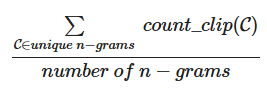 ∑ count_clip(𝒞)
𝒞∈unique n−grams
number of n − grams